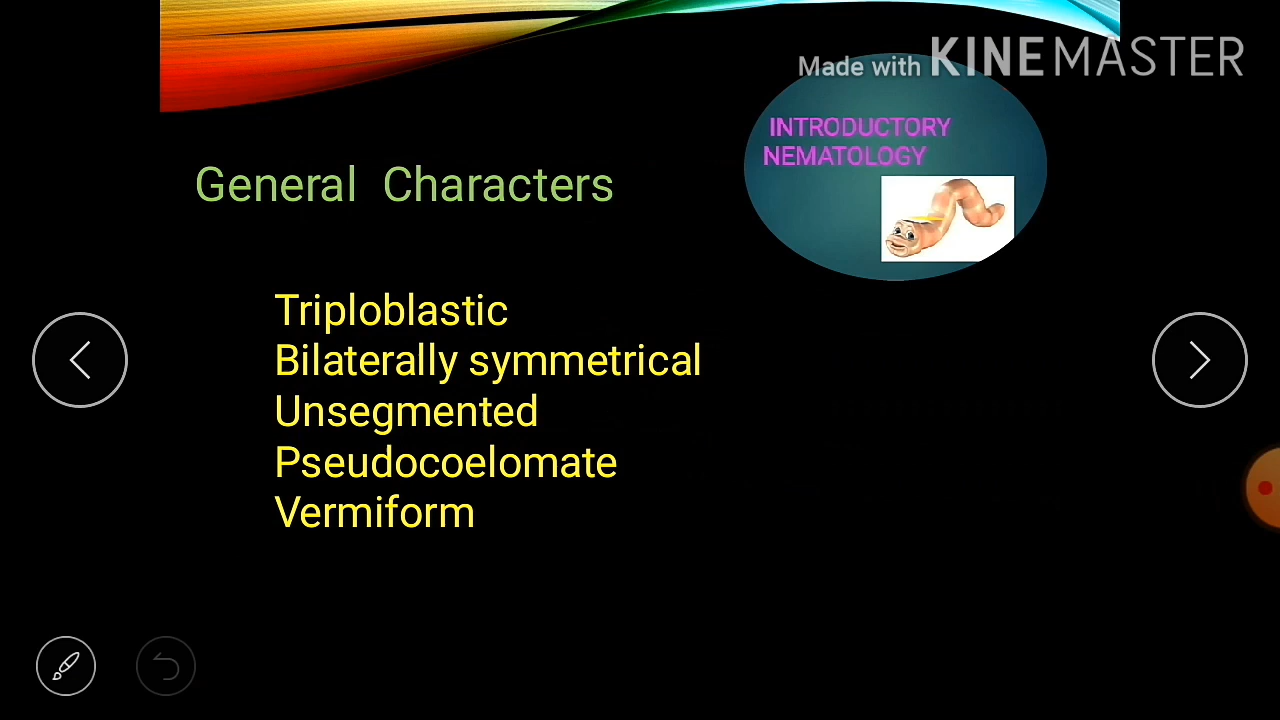 Made with KINEMASTER
INTRODUCTORY
NEMATOLOGY
General Characters
Triploblastic
Bilaterally symmetrical
Unsegmented
Pseudocoelomate
Vermiform